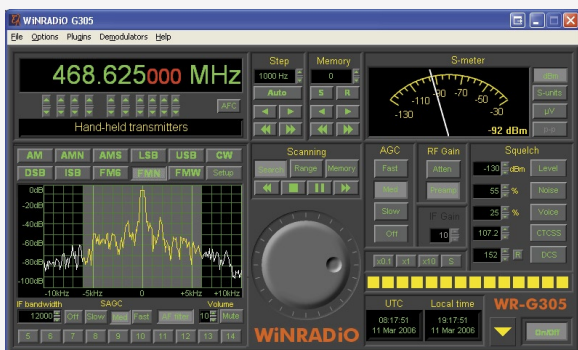 WiNRADiO G305
File Options Plugins Demodulators Help
468.625000 MHz
AFC
Hand-held transmitters
Step Memory
1000 Hz 0
Auto S R
S-meter
-130 -110 -90 -70 -50 -30
-92 dBm
dBm
S-units
µV
AM AMN AMS LSB USB CW
DSB ISB FM6 FMN FMW Setup
0dB
-20dB
-40dB
-60dB
-80dB
-100dB
-10kHz -5kHz 0 +5kHz +10kHz
IF bandwidth SAGC Volume
12000 Off Slow Med Fast AF filter 10 Mute
5 6 7 8 9 10 11 12 13 14
Scanning
Search Range Memory
WiNRADiO
AGC
Fast
Med
Slow
Off
RF Gain
Atten
Preamp
IF Gain
10
x0.1 x1 x10 S
Squelch
-130 dBm Level
55 % Noise
25 % Voice
107.2 CTCSS
152 R DCS
UTC Local time
08:17:51 19:17:51
11 Mar 2006 11 Mar 2006
WR-G305
On/Off